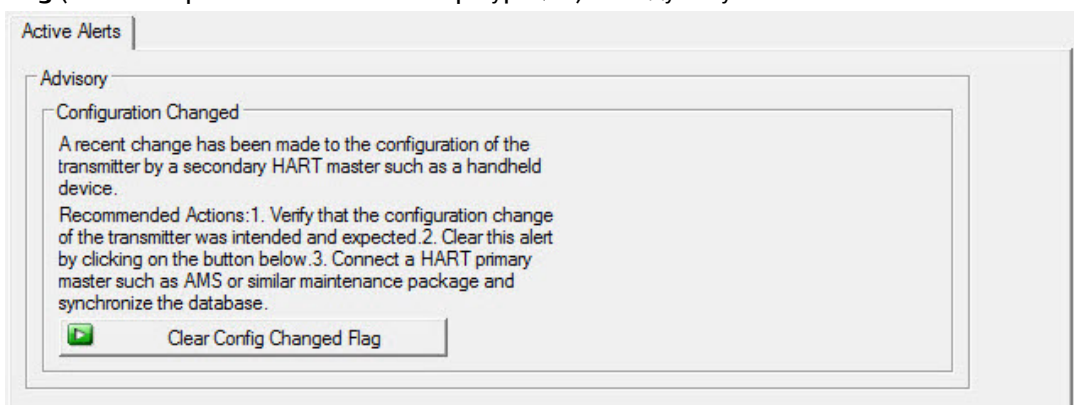 Active Alerts
Advisory
Configuration Changed
A recent change has been made to the configuration of the
transmitter by a secondary HART master such as a handheld
device.
Recommended Actions:1. Verify that the configuration change
of the transmitter was intended and expected.2. Clear this alert
by clicking on the button below.3. Connect a HART primary
master such as AMS or similar maintenance package and
synchronize the database.
Clear Config Changed Flag